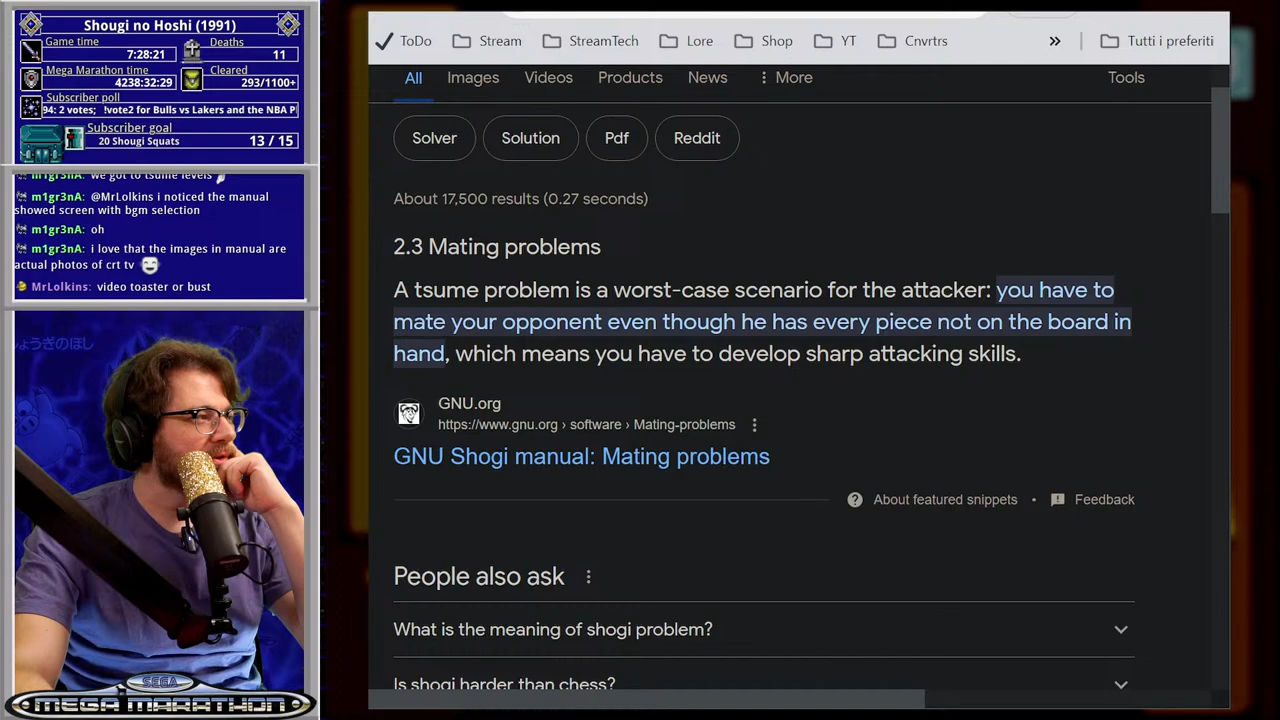 Shougi no Hoshi (1991)
Game time
7:28:21
Deaths
11
Mega Marathon time
4238:32:29
Cleared
293/1100+
Subscriber poll
94: 2 votes; !vote2 for Bulls vs Lakers and the NBA P
Subscriber goal
20 Shougi Squats
13 / 15
m1gr3nA: we got to tsume levels
m1gr3nA: @MrLolkins i noticed the manual
showed screen with bgm selection
m1gr3nA: oh
m1gr3nA: i love that the images in manual are
actual photos of crt tv
MrLolkins: video toaster or bust
しょうぎのほし
SEGA
MEGA MARATHON
ToDo
Stream
StreamTech
Lore
Shop
YT
Cnvrtrs
»
Tutti i preferiti
All
Images
Videos
Products
News
More
Tools
Solver
Solution
Pdf
Reddit
About 17,500 results (0.27 seconds)
2.3 Mating problems
A tsume problem is a worst-case scenario for the attacker: you have to
mate your opponent even though he has every piece not on the board in
hand, which means you have to develop sharp attacking skills.
GNU.org
https://www.gnu.org › software › Mating-problems
GNU Shogi manual: Mating problems
About featured snippets
•
Feedback
People also ask
What is the meaning of shogi problem?
Is shogi harder than chess?